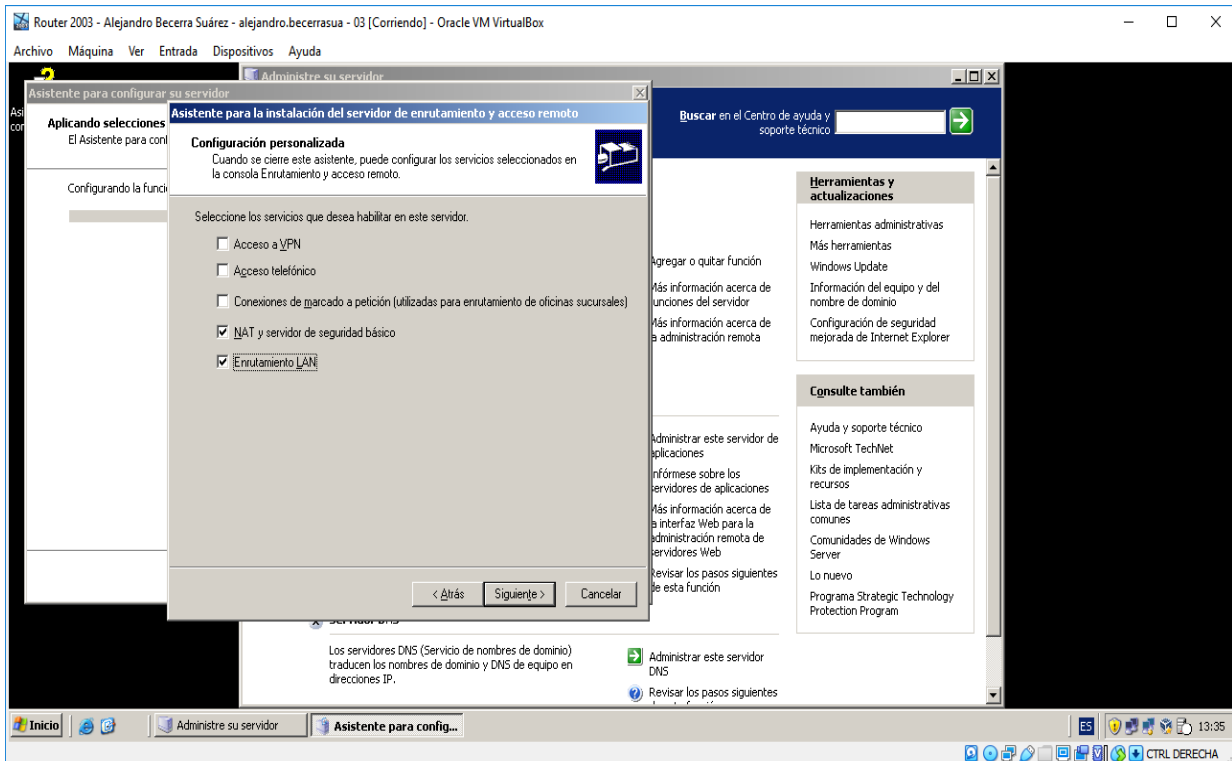 Router 2003 - Alejandro Becerra Suárez - alejandro.becerrasua - 03 [Corriendo] - Oracle VM VirtualBox
Archivo Máquina Ver Entrada Dispositivos Ayuda
Administre su servidor
Asistente para configurar su servidor
Aplicando selecciones
El Asistente para
Configurando la
Asistente para la instalación del servidor de enrutamiento y acceso remoto
Configuración personalizada
Cuando se cierre este asistente, puede configurar los servicios seleccionados en
la consola Enrutamiento y acceso remoto.
Seleccione los servicios que desea habilitar en este servidor.
Acceso a VPN
Acceso telefónico
Conexiones de marcado a petición (utilizadas para enrutamiento de oficinas sucursales)
NAT y servidor de seguridad básico
Enrutamiento LAN
< Atrás
Siguiente >
Cancelar
Buscar en el Centro de ayuda y
soporte técnico
Agregar o quitar función
Más información acerca de
funciones del servidor
Más información acerca de
la administración remota
Administrar este servidor de
aplicaciones
Infórmese sobre los
servidores de aplicaciones
Más información acerca de
la interfaz Web para la
administración remota de
servidores Web
Revisar los pasos siguientes
de esta función
Herramientas y
actualizaciones
Herramientas administrativas
Más herramientas
Windows Update
Información del equipo y del
nombre de dominio
Configuración de seguridad
mejorada de Internet Explorer
Consulte también
Ayuda y soporte técnico
Microsoft TechNet
Kits de implementación y
recursos
Lista de tareas administrativas
comunes
Comunidades de Windows
Server
Lo nuevo
Programa Strategic Technology
Protection Program
Los servidores DNS (Servicio de nombres de dominio)
traducen los nombres de dominio y DNS de equipo en
direcciones IP.
Administrar este servidor
DNS
Revisar los pasos siguientes
Inicio
Administre su servidor
Asistente para config...
ES
13:35
CTRL DERECHA